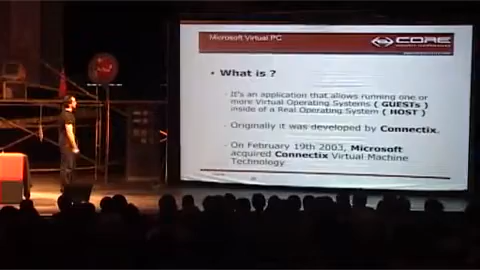 Microsoft Virtual PC
CORE
• What is ?
- It's an application that allows running one or
more Virtual Operating Systems ( GUESTs )
inside of a Real Operating System ( HOST )
- Originally it was developed by Connectix.
- On February 19th 2003, Microsoft
acquired Connectix Virtual Machine
Technology